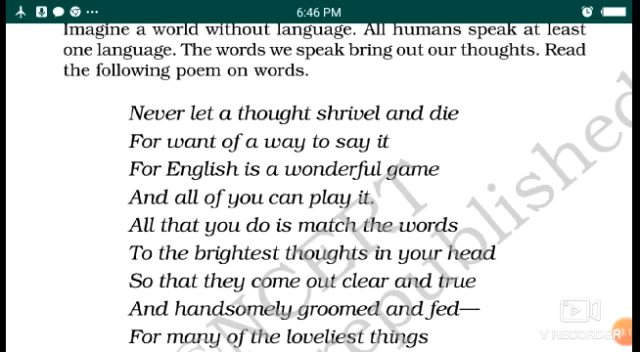 6:46 PM
Imagine a world without language. All humans speak at least
one language. The words we speak bring out our thoughts. Read
the following poem on words.
Never let a thought shrivel and die
For want of a way to say it
For English is a wonderful game
And all of you can play it.
All that you do is match the words
To the brightest thoughts in your head
So that they come out clear and true
And handsomely groomed and fed—
For many of the loveliest things
NCERT
republished
V RECORDER